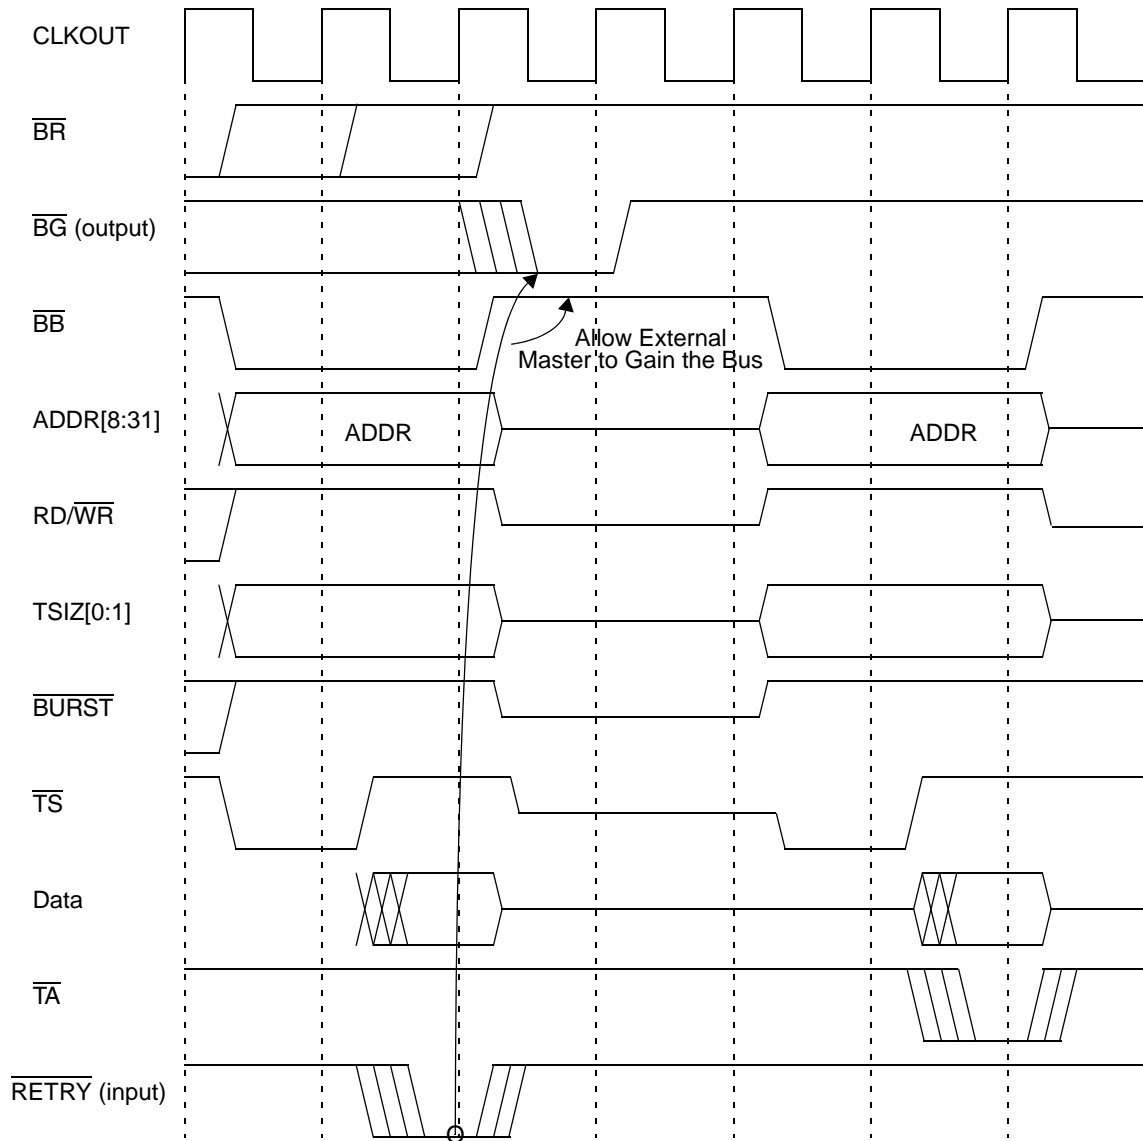 CLKOUT
BR
BG (output)
BB
Allow External
Master to Gain the Bus
ADDR[8:31]
ADDR
ADDR
RD/WR
TSIZ[0:1]
BURST
TS
Data
TA
RETRY (input)